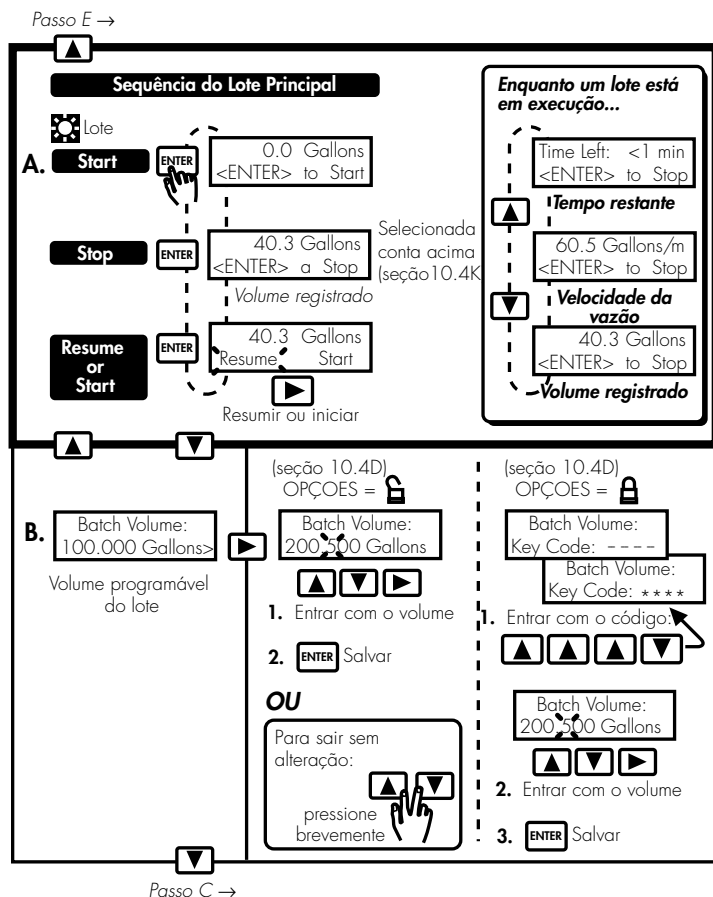 Passo E →
Sequência do Lote Principal
Lote
A. Start ENTER
0.0 Gallons
<ENTER> to Start
Stop ENTER
40.3 Gallons
<ENTER> a Stop
Volume registrado
Selecionada
conta acima
(seção10.4K
Resume
or
Start
ENTER
40.3 Gallons
Resume Start
Resumir ou iniciar
Enquanto um lote está
em execução...
Time Left: <1 min
<ENTER> to Stop
Tempo restante
60.5 Gallons/m
<ENTER> to Stop
Velocidade da
vazão
40.3 Gallons
<ENTER> to Stop
Volume registrado
B.
Batch Volume:
100.000 Gallons>
Volume programável
do lote
(seção 10.4D)
OPÇOES =
Batch Volume:
200.500 Gallons
1. Entrar com o volume
2. ENTER Salvar
OU
Para sair sem
alteração:
pressione
brevemente
(seção 10.4D)
OPÇOES =
Batch Volume:
Key Code: ----
Batch Volume:
Key Code: ****
1. Entrar com o código:
Batch Volume:
200.500 Gallons
2. Entrar com o volume
3. ENTER Salvar
Passo C →